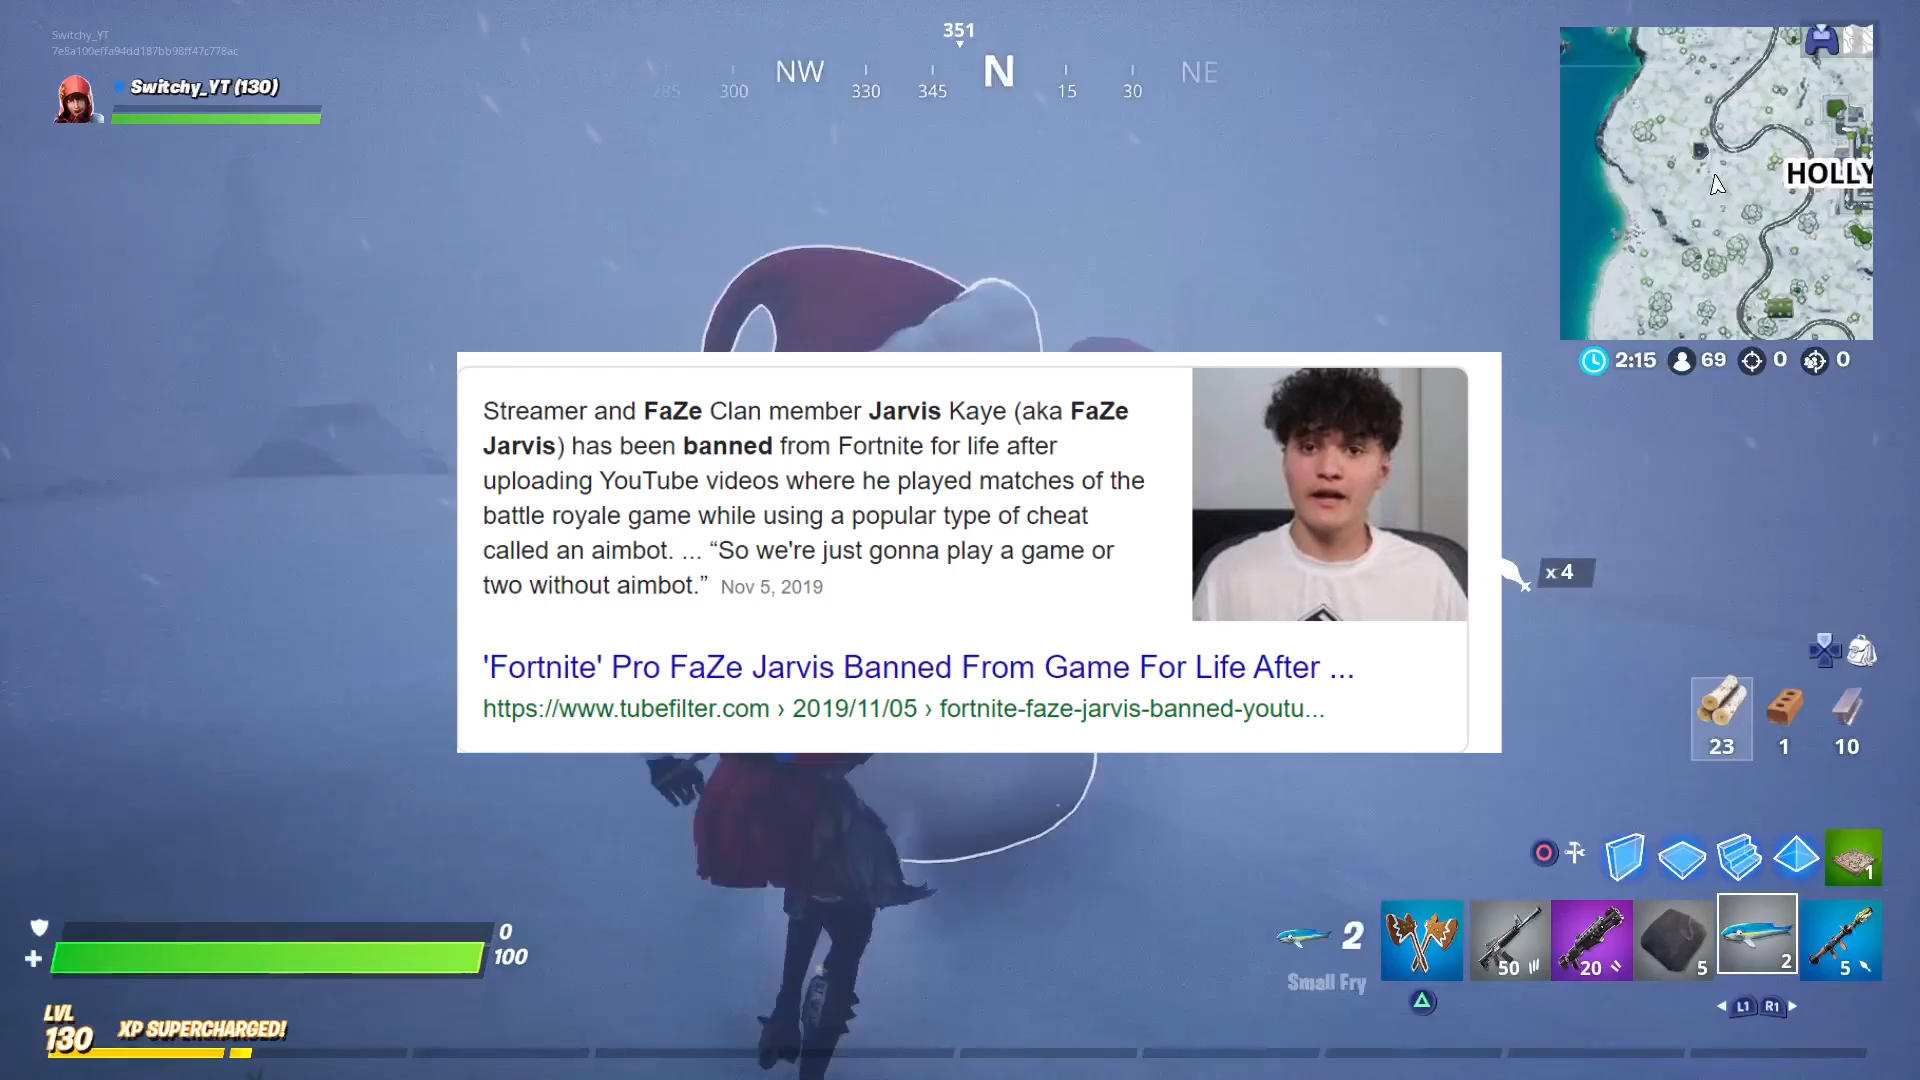 Switchy_YT
7e8a100effa94dd187bb98ff47c778ac
Switchy_YT (130)
351
285 300 NW 330 345 N 15 30 NE
HOLLY
2:15 69 0 0
Streamer and FaZe Clan member Jarvis Kaye (aka FaZe
Jarvis) has been banned from Fortnite for life after
uploading YouTube videos where he played matches of the
battle royale game while using a popular type of cheat
called an aimbot. ... “So we're just gonna play a game or
two without aimbot.” Nov 5, 2019
'Fortnite' Pro FaZe Jarvis Banned From Game For Life After ...
https://www.tubefilter.com › 2019/11/05 › fortnite-faze-jarvis-banned-youtu...
x 4
23 1 10
1
0
100
2
Small Fry
50 20 5 2 5
L1 R1
LVL
130
XP SUPERCHARGED!